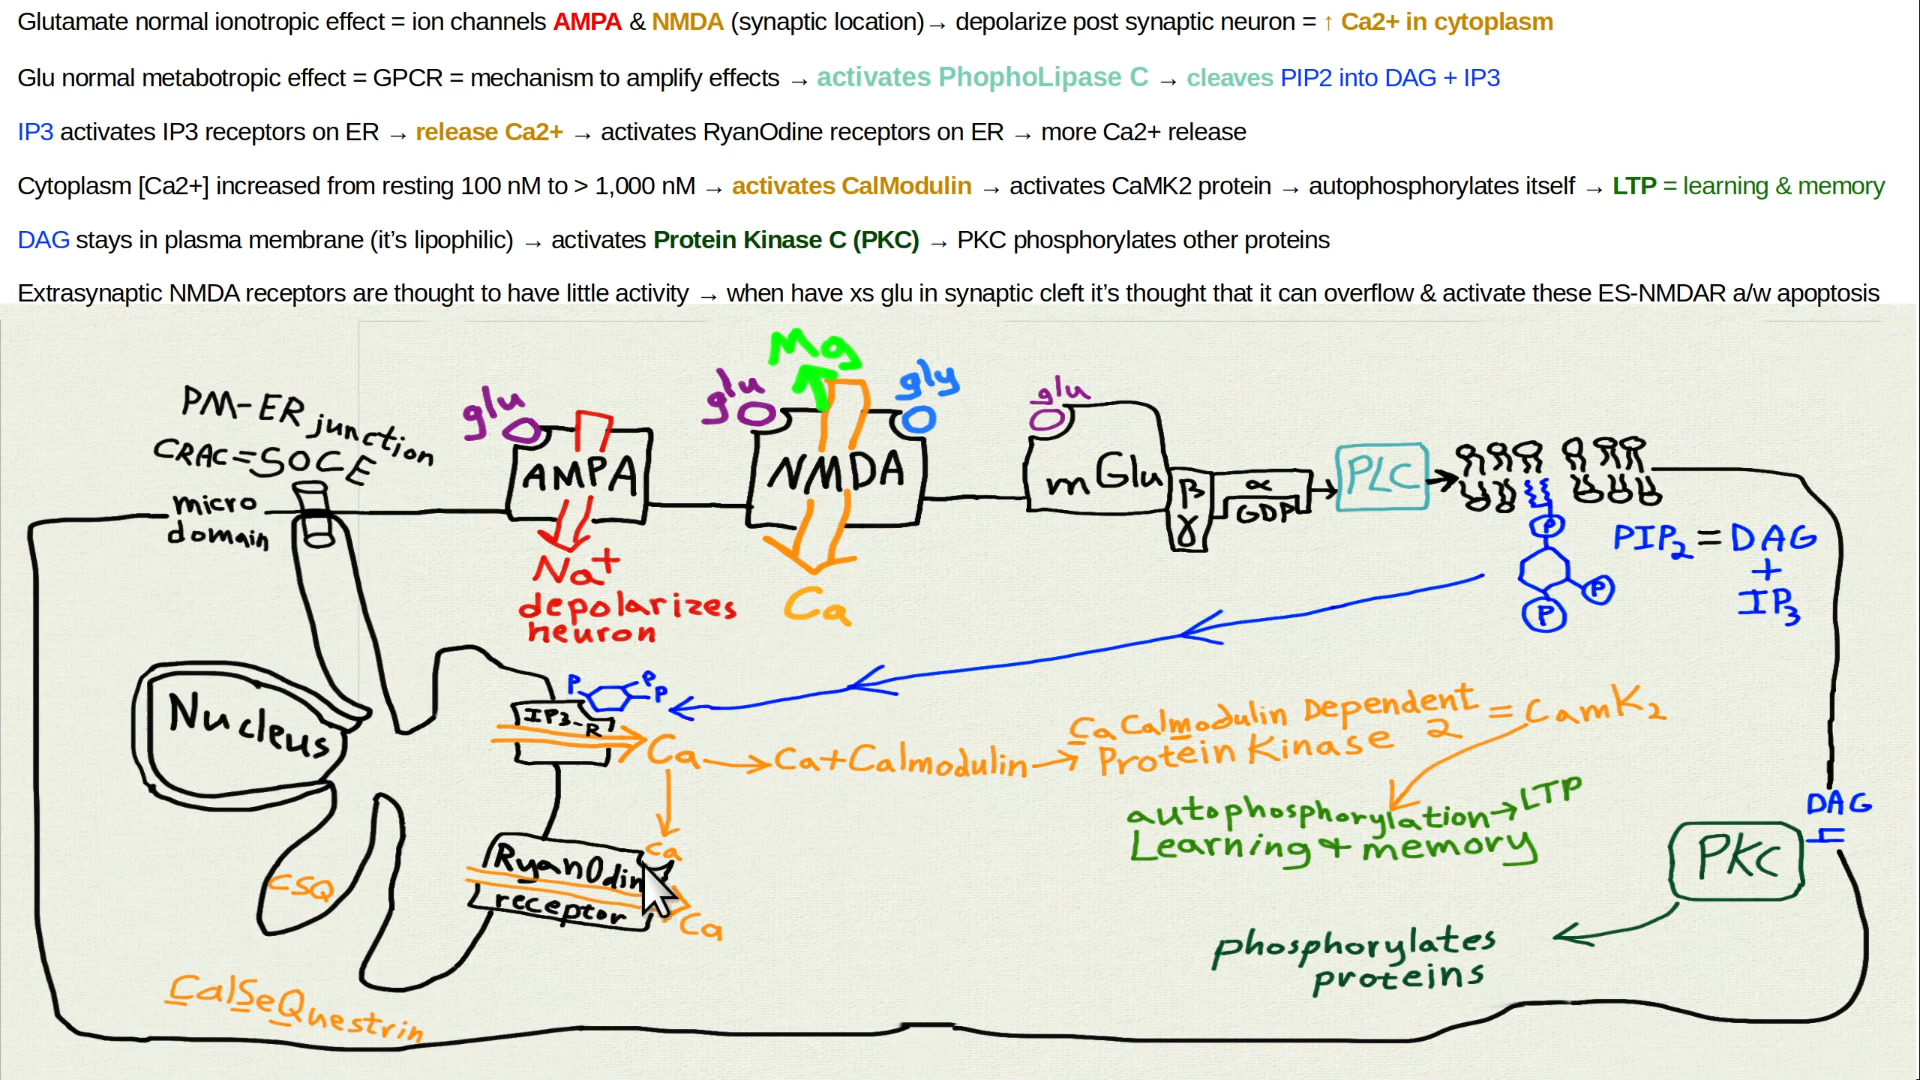 Glutamate normal ionotropic effect = ion channels AMPA & NMDA (synaptic location)→ depolarize post synaptic neuron = ↑ Ca2+ in cytoplasm
Glu normal metabotropic effect = GPCR = mechanism to amplify effects → activates PhophoLipase C → cleaves PIP2 into DAG + IP3
IP3 activates IP3 receptors on ER → release Ca2+ → activates RyanOdine receptors on ER → more Ca2+ release
Cytoplasm [Ca2+] increased from resting 100 nM to > 1,000 nM → activates CalModulin → activates CaMK2 protein → autophosphorylates itself → LTP = learning & memory
DAG stays in plasma membrane (it’s lipophilic) → activates Protein Kinase C (PKC) → PKC phosphorylates other proteins
Extrasynaptic NMDA receptors are thought to have little activity → when have xs glu in synaptic cleft it’s thought that it can overflow & activate these ES-NMDAR a/w apoptosis
PM-ER junction
CRAC=SOCE
micro
domain
glu
AMPA
Na+
depolarizes
neuron
glu
Mg
gly
NMDA
Ca
glu
mGlu
β
γ
α
GDP
PLC
P
P
P
PIP2 = DAG
+
IP3
Nucleus
P
P
P
IP3-R
Ca → Ca+Calmodulin → Ca Calmodulin Dependent
Protein Kinase 2 = CamK2
autophosphorylation→LTP
Learning + memory
Ca
RyanOdin
receptor
Ca
CSQ
CalSeQuestrin
DAG
PKC
phosphorylates
proteins